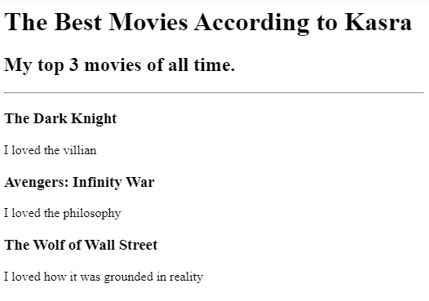 The Best Movies According to Kasra
My top 3 movies of all time.
The Dark Knight
I loved the villian
Avengers: Infinity War
I loved the philosophy
The Wolf of Wall Street
I loved how it was grounded in reality